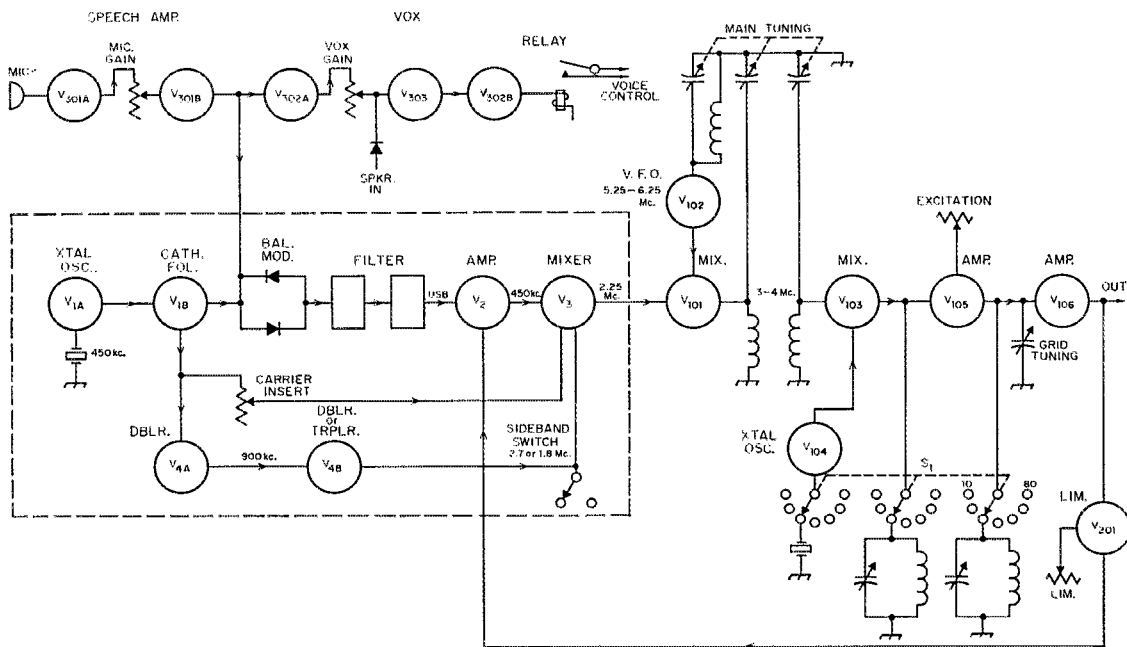 SPEECH AMP.
VOX
MIC.
MIC. GAIN
V301A
V301B
V302A
VOX GAIN
V303
V302B
RELAY
VOICE CONTROL
SPKR. IN
MAIN TUNING
V. F. O.
5.25–6.25 Mc.
V102
EXCITATION
XTAL OSC.
V1A
CATH. FOL.
V1B
BAL. MOD.
FILTER
USB
AMP.
V2
450kc.
MIXER
V3
2.25 Mc.
MIX.
V101
3-4 Mc.
MIX.
V103
AMP.
V105
AMP.
V106
OUT
GRID TUNING
450kc.
CARRIER INSERT
DBLR.
V4A
900kc.
DBLR. or TRPLR.
V4B
SIDEBAND SWITCH
2.7 or 1.8 Mc.
XTAL OSC.
V104
S1
10
80
LIM.
V201
LIM.